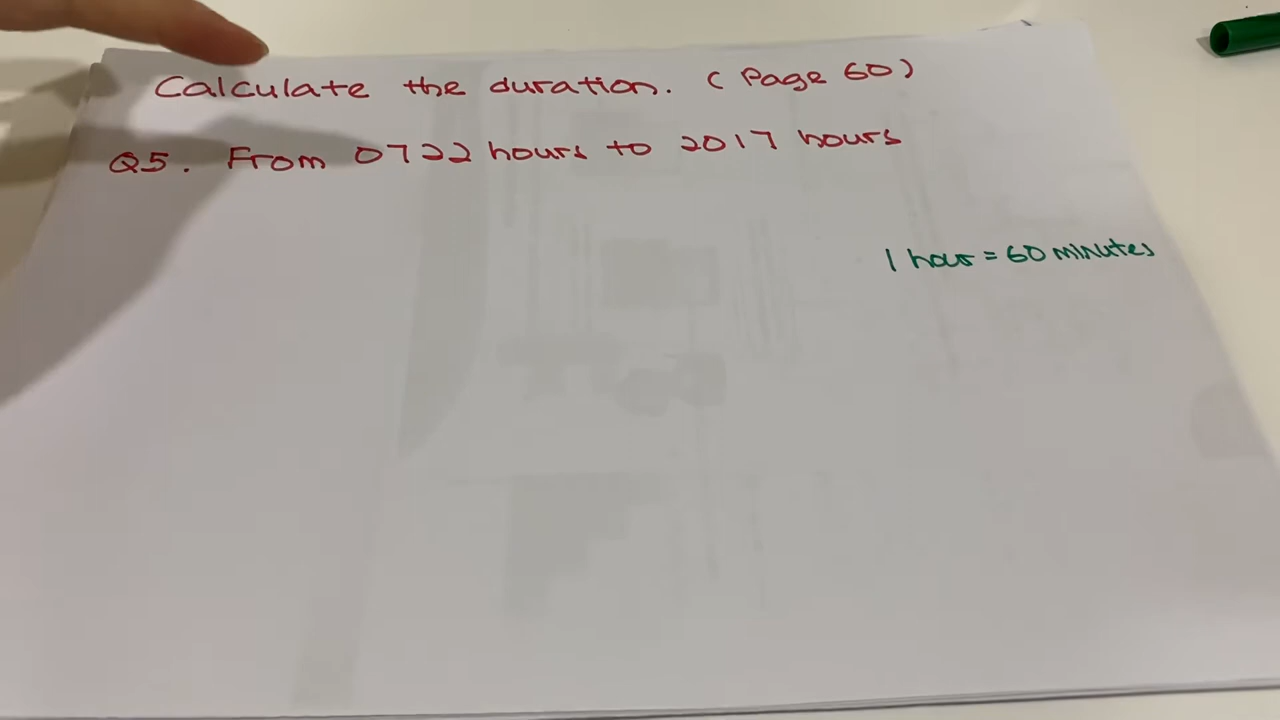 Calculate the duration. (Page 60)
Q5. From 0722 hours to 2017 hours
1 hour = 60 minutes